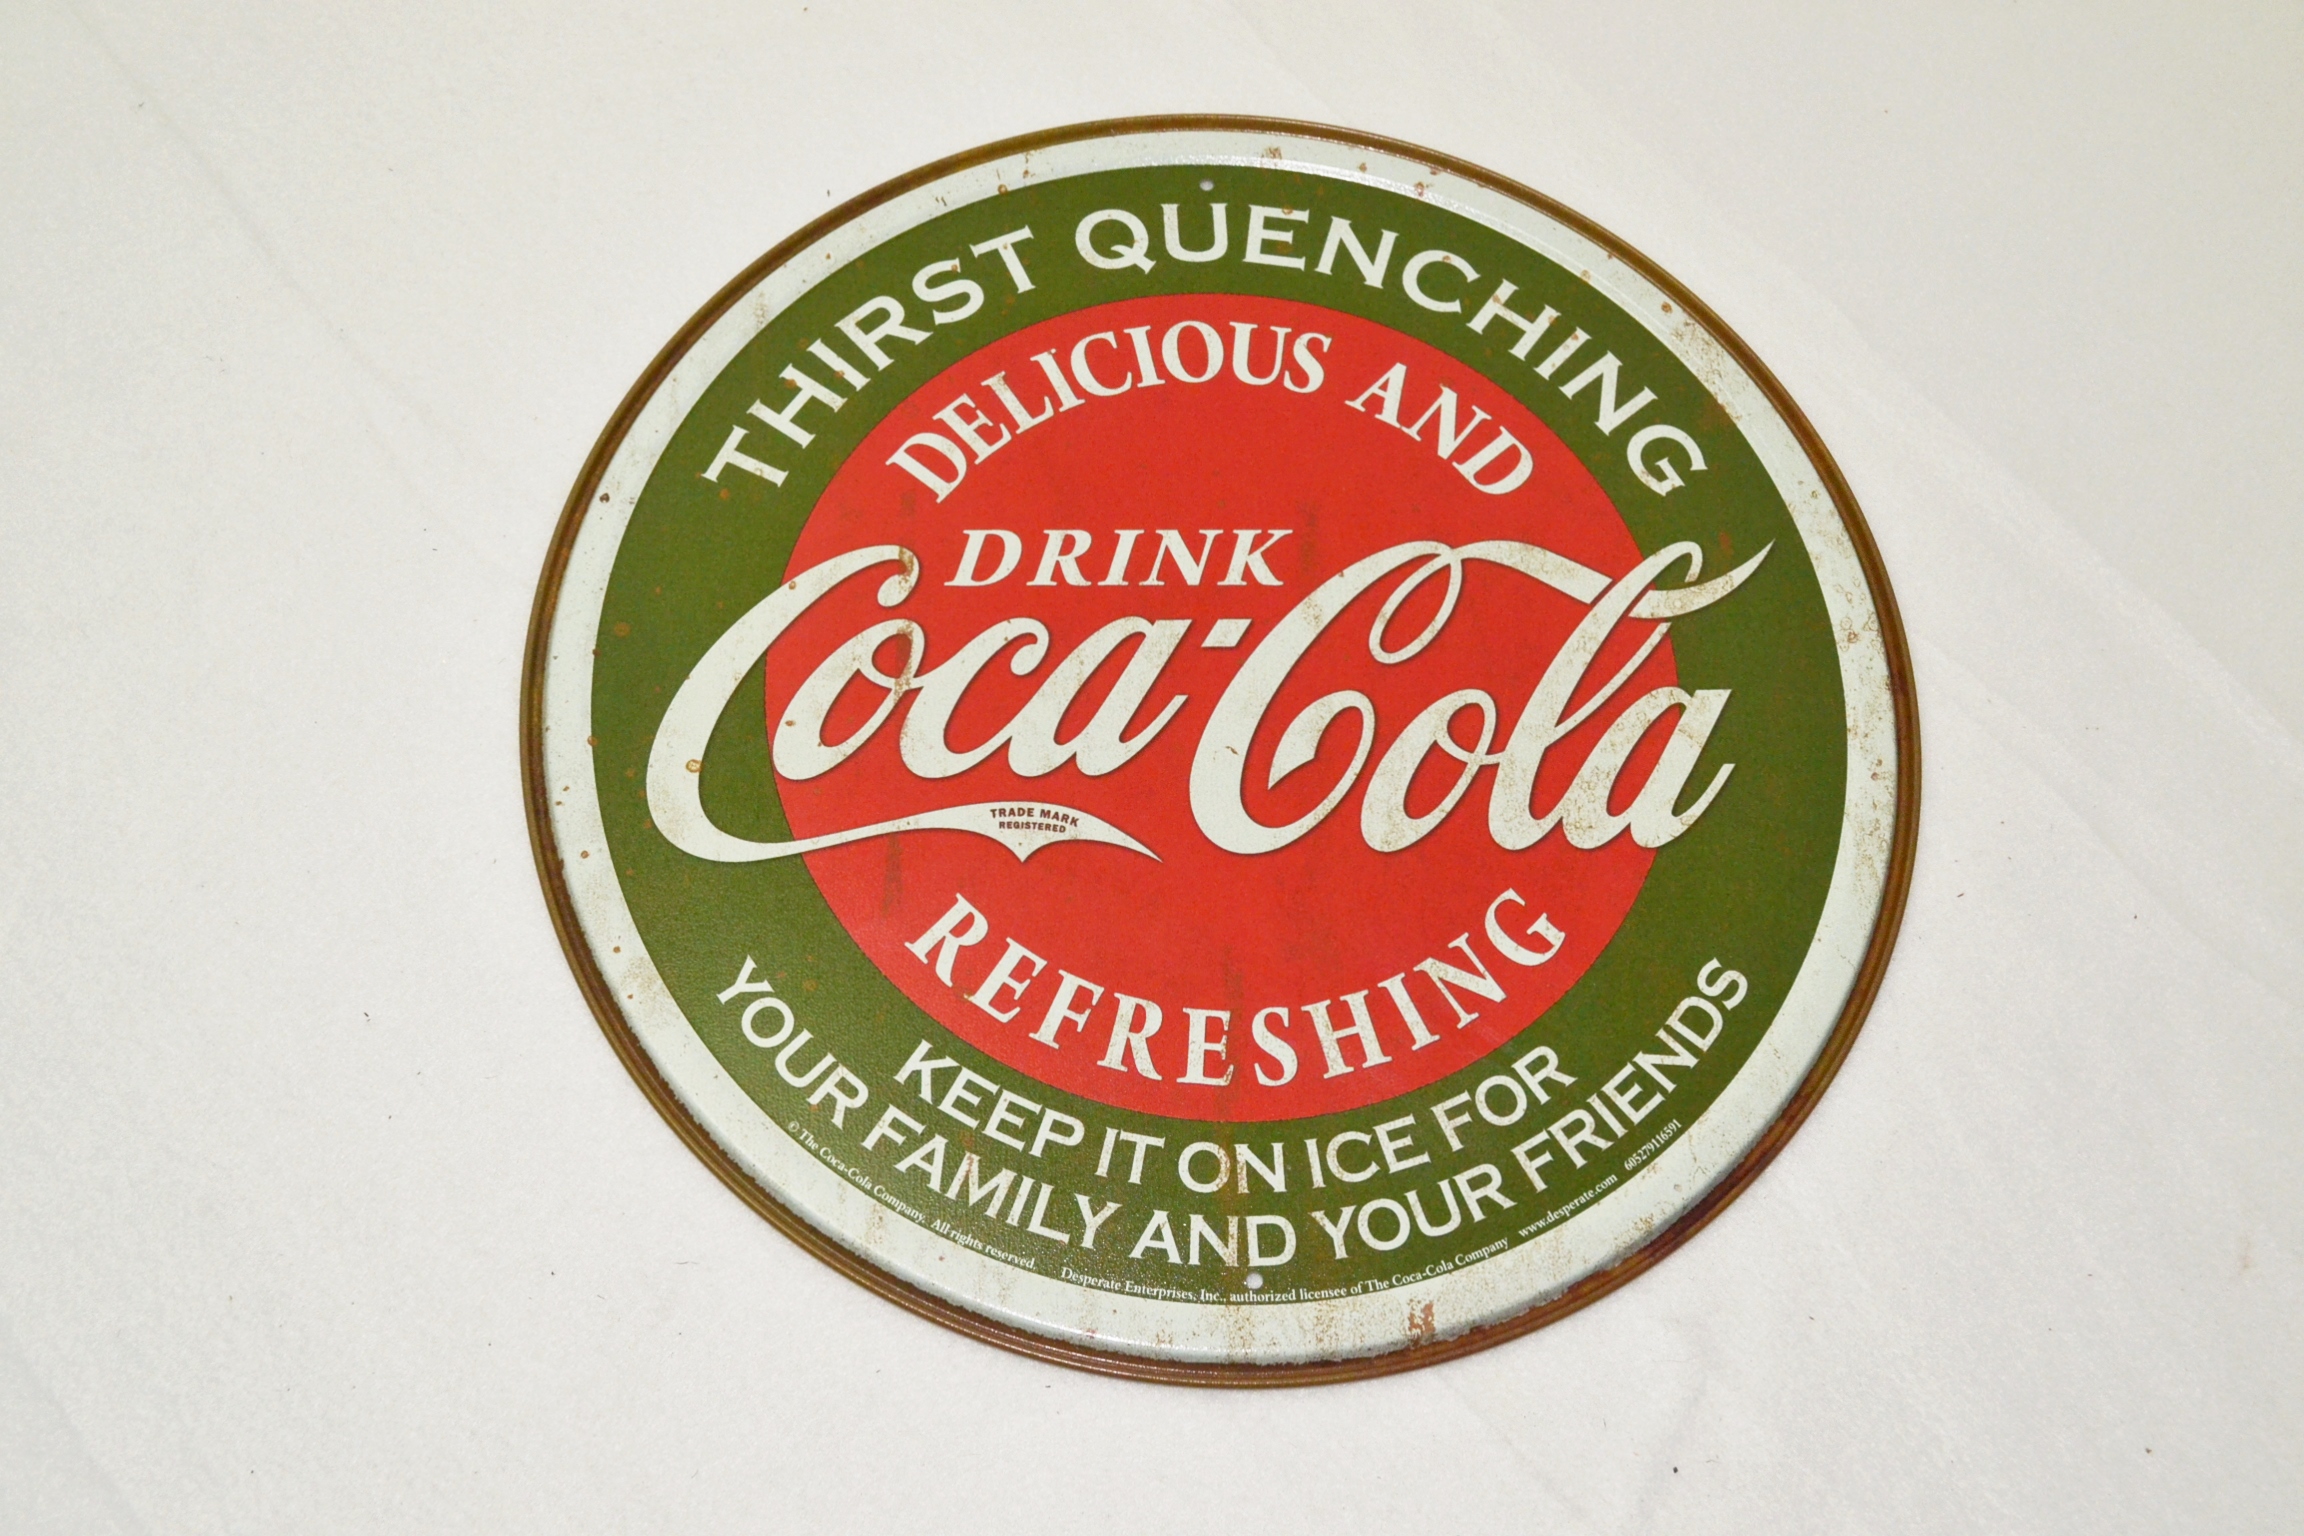 THIRST QUENCHING
DELICIOUS AND
DRINK
Coca-Cola
TRADE MARK
REGISTERED
REFRESHING
KEEP IT ON ICE FOR
YOUR FAMILY AND YOUR FRIENDS
© The Coca-Cola Company. All rights reserved. Desperate Enterprises, Inc., authorized licensee of The Coca-Cola Company www.desperate.com 605279116591